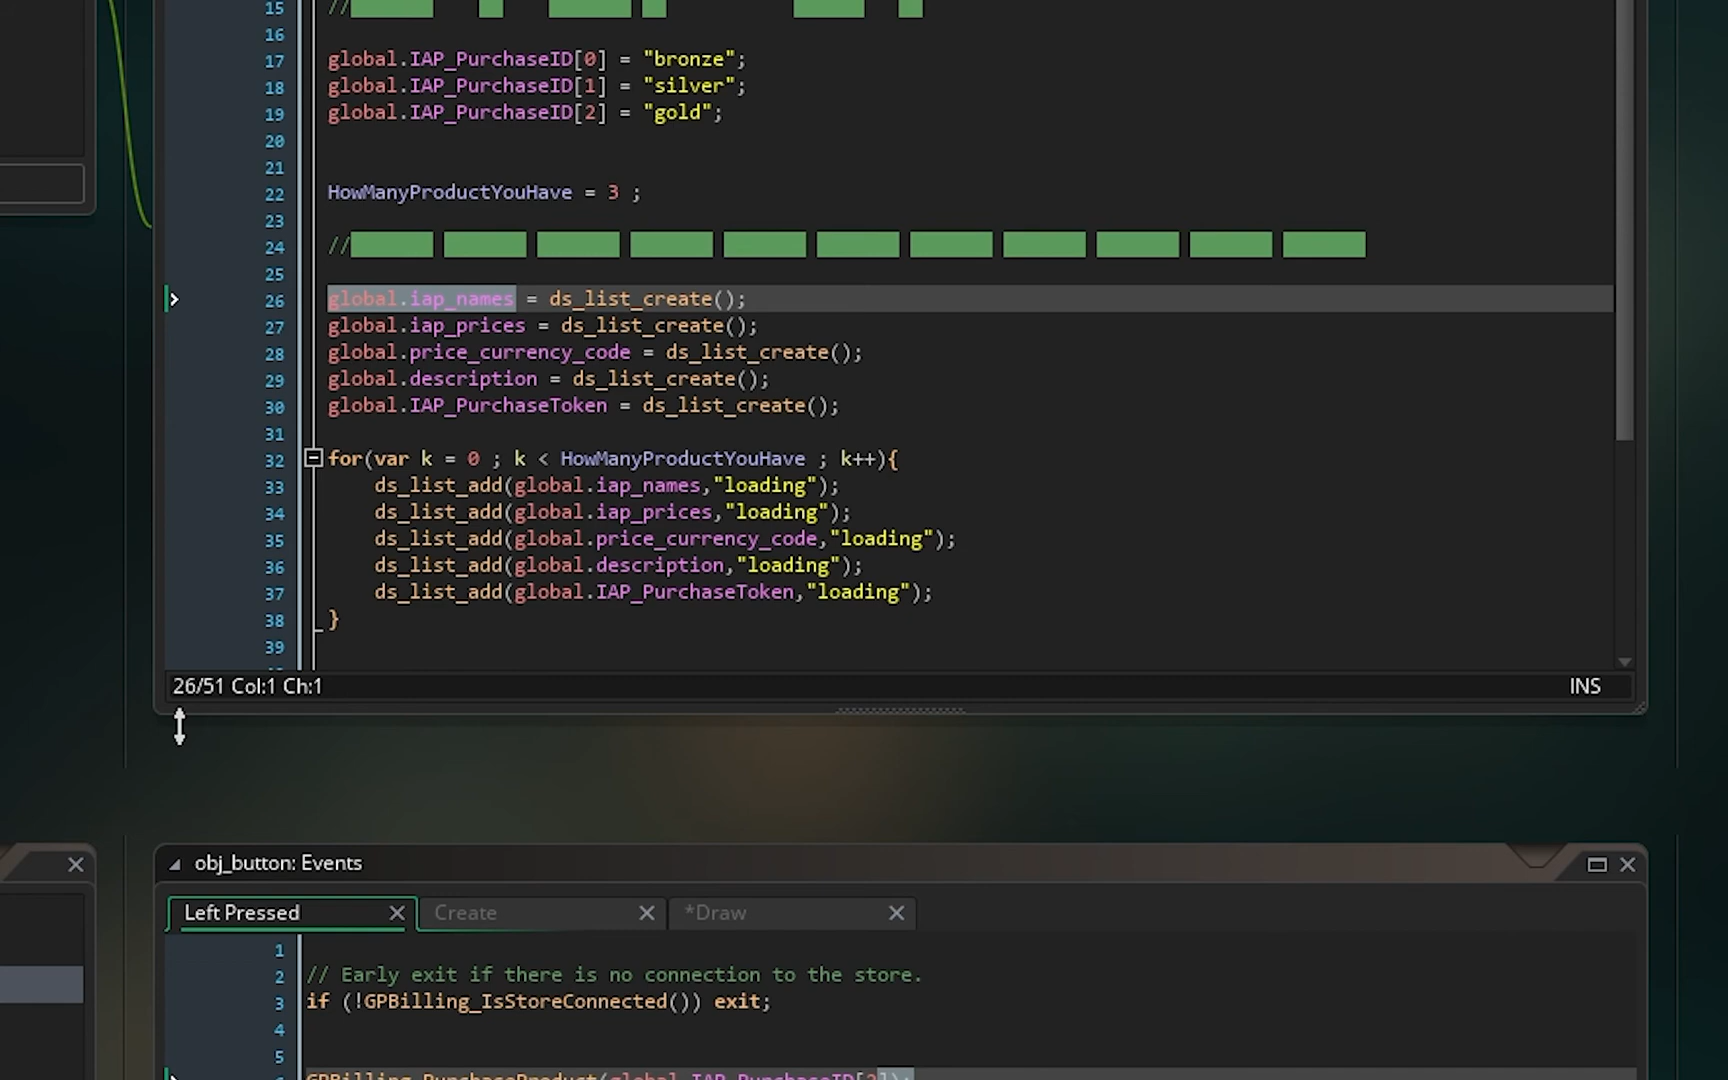 15 //
16
17 global.IAP_PurchaseID[0] = "bronze";
18 global.IAP_PurchaseID[1] = "silver";
19 global.IAP_PurchaseID[2] = "gold";
20
21
22 HowManyProductYouHave = 3 ;
23
24 //
25
26 global.iap_names = ds_list_create();
27 global.iap_prices = ds_list_create();
28 global.price_currency_code = ds_list_create();
29 global.description = ds_list_create();
30 global.IAP_PurchaseToken = ds_list_create();
31
32 for(var k = 0 ; k < HowManyProductYouHave ; k++){
33 ds_list_add(global.iap_names,"loading");
34 ds_list_add(global.iap_prices,"loading");
35 ds_list_add(global.price_currency_code,"loading");
36 ds_list_add(global.description,"loading");
37 ds_list_add(global.IAP_PurchaseToken,"loading");
38 }
39
26/51 Col:1 Ch:1 INS
obj_button: Events
Left Pressed Create *Draw
1
2 // Early exit if there is no connection to the store.
3 if (!GPBilling_IsStoreConnected()) exit;
4
5
GPBilling_PurchaseProduct(global.IAP_PurchaseID[2]);